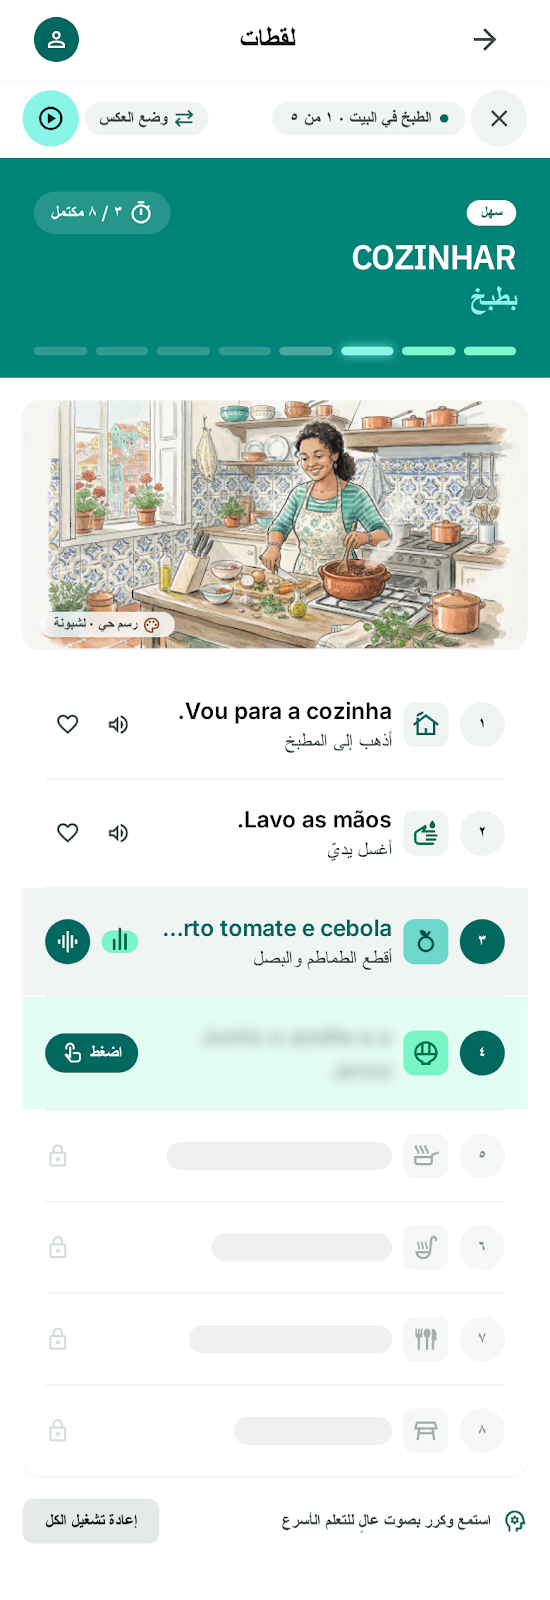 لقطات
الطبخ في البيت · ١ من ٥
وضع العكس
سهل
٣ / ٨ مكتمل
COZINHAR
بطبخ
رسم حي · لشبونة
١
Vou para a cozinha.
أذهب إلى المطبخ
٢
Lavo as mãos.
أغسل يديّ
٣
...rto tomate e cebola
أقطع الطماطم والبصل
٤
اضغط
٥
٦
٧
٨
استمع وكرر بصوت عالٍ للتعلم الأسرع
إعادة تشغيل الكل